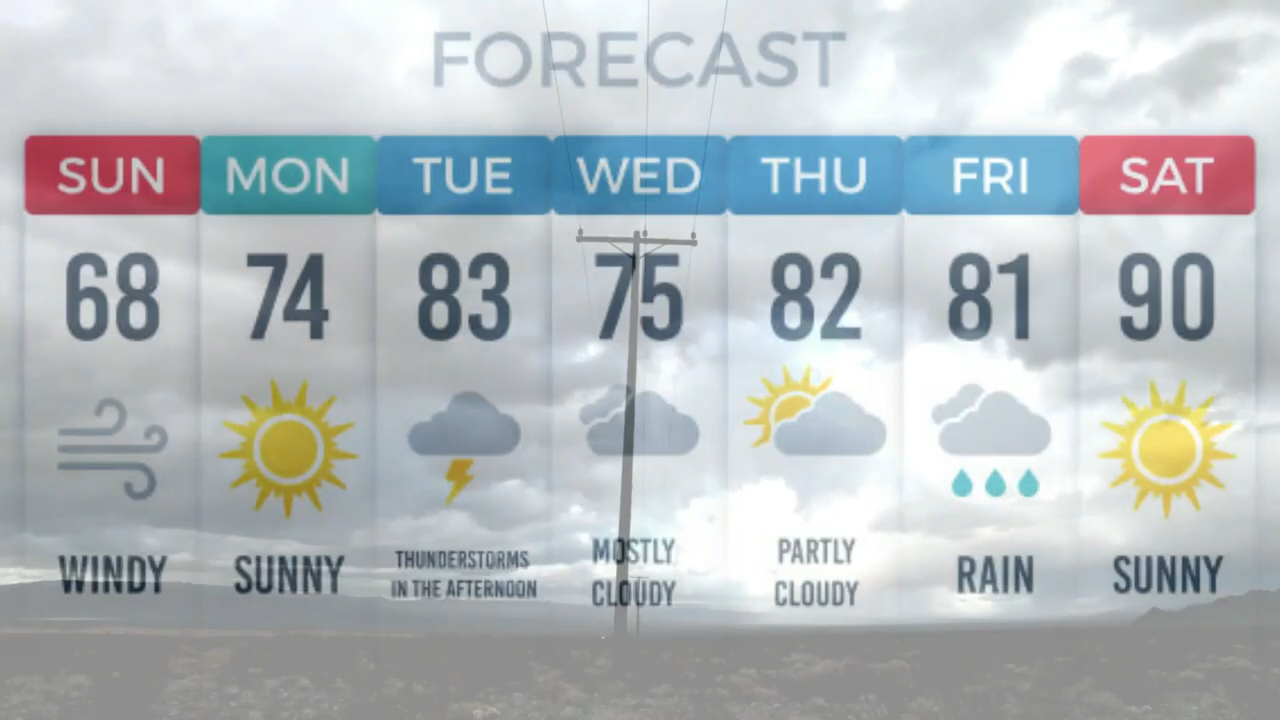 FORECAST
SUN MON TUE WED THU FRI SAT
68 74 83 75 82 81 90
WINDY
SUNNY
THUNDERSTORMS
IN THE AFTERNOON
MOSTLY
CLOUDY
PARTLY
CLOUDY
RAIN
SUNNY